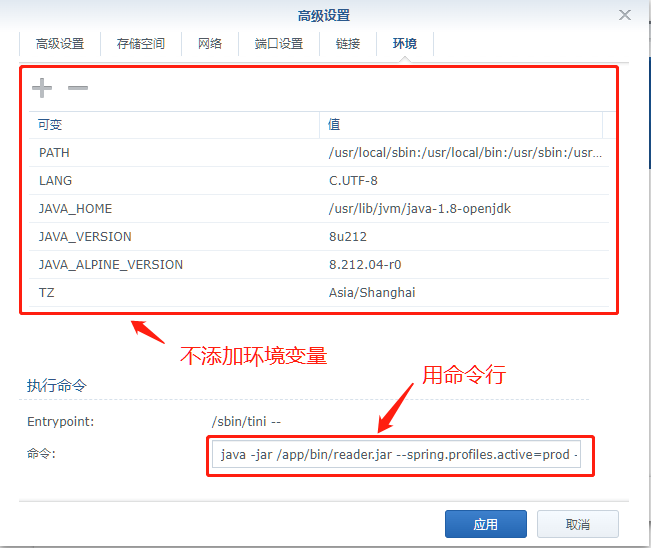 高级设置
高级设置 存储空间 网络 端口设置 链接 环境
可变 值
PATH /usr/local/sbin:/usr/local/bin:/usr/sbin:/usr...
LANG C.UTF-8
JAVA_HOME /usr/lib/jvm/java-1.8-openjdk
JAVA_VERSION 8u212
JAVA_ALPINE_VERSION 8.212.04-r0
TZ Asia/Shanghai
不添加环境变量
用命令行
执行命令
Entrypoint: /sbin/tini --
命令: java -jar /app/bin/reader.jar --spring.profiles.active=prod -
应用 取消